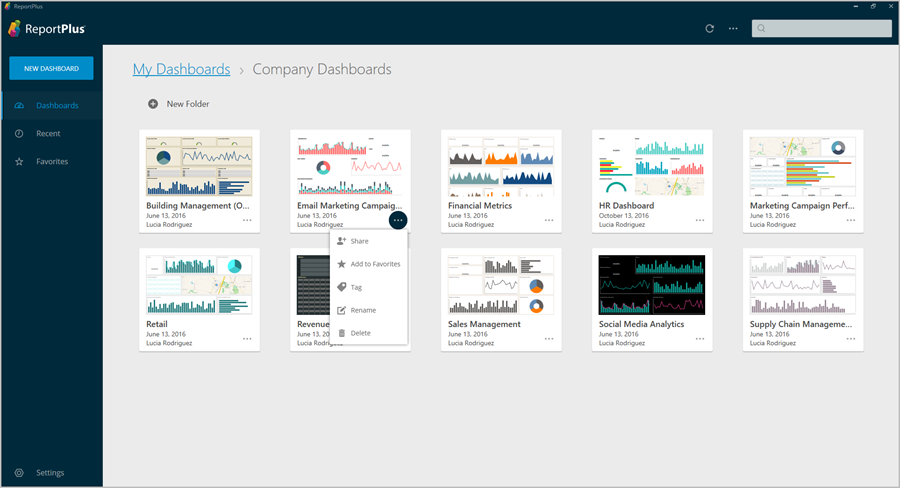 ReportPlus
ReportPlus
NEW DASHBOARD
Dashboards
Recent
Favorites
Settings
My Dashboards › Company Dashboards
New Folder
Building Management (O...
June 13, 2016
Lucia Rodriguez
Email Marketing Campaig...
June 13, 2016
Lucia Rodriguez
Financial Metrics
June 13, 2016
Lucia Rodriguez
HR Dashboard
October 13, 2016
Lucia Rodriguez
Marketing Campaign Perf...
June 13, 2016
Lucia Rodriguez
Share
Add to Favorites
Tag
Rename
Delete
Retail
June 13, 2016
Lucia Rodriguez
Revenue
June 13,
Lucia Rod
Sales Management
June 13, 2016
Lucia Rodriguez
Social Media Analytics
June 13, 2016
Lucia Rodriguez
Supply Chain Manageme...
June 13, 2016
Lucia Rodriguez